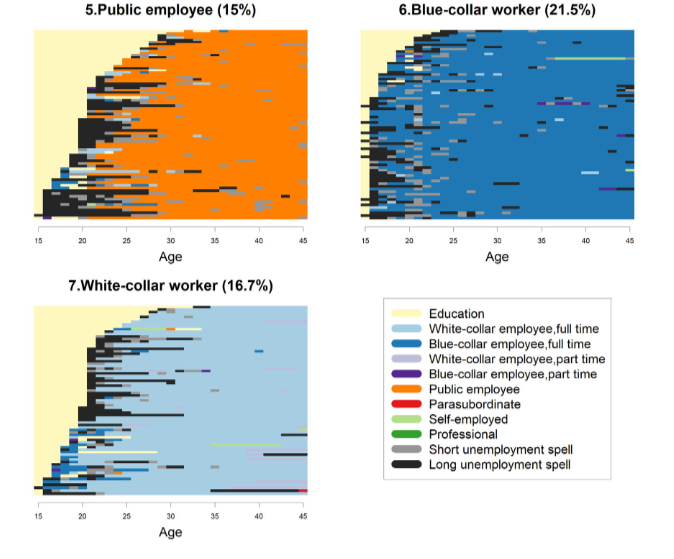 5.Public employee (15%)
6.Blue-collar worker (21.5%)
15 20 25 30 35 40 45
15 20 25 30 35 40 45
Age
Age
7.White-collar worker (16.7%)
15 20 25 30 35 40 45
Age
Education
White-collar employee,full time
Blue-collar employee,full time
White-collar employee,part time
Blue-collar employee,part time
Public employee
Parasubordinate
Self-employed
Professional
Short unemployment spell
Long unemployment spell